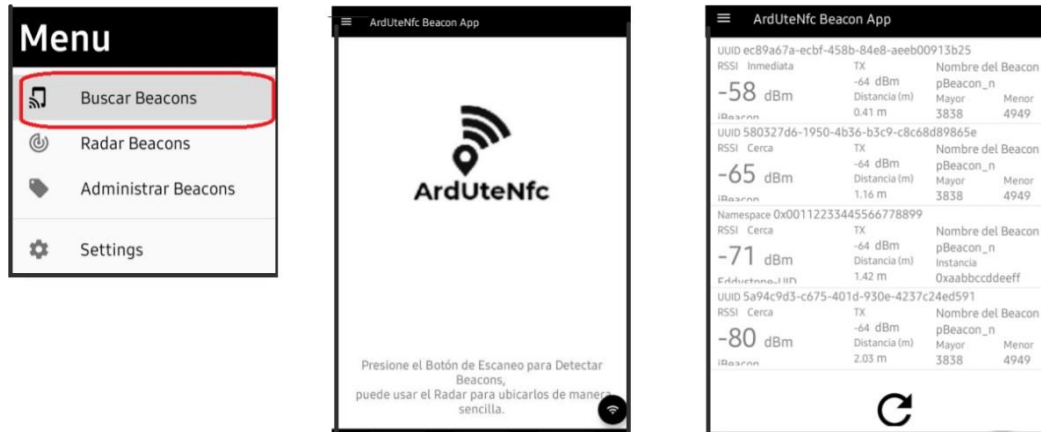 Menu
Buscar Beacons
Radar Beacons
Administrar Beacons
Settings
ArdUteNfc Beacon App
ArdUteNfc
Presione el Botón de Escaneo para Detectar
Beacons,
puede usar el Radar para ubicarlos de manera
sencilla.
ArdUteNfc Beacon App
UUID ec89a67a-ecbf-458b-84e8-aeeb00913b25
RSSI Inmediata TX Nombre del Beacon
-64 dBm pBeacon_n
-58 dBm Distancia (m) Mayor Menor
0.41 m 3838 4949
iBeacon
UUID 580327d6-1950-4b36-b3c9-c8c68d89865e
RSSI Cerca TX Nombre del Beacon
-64 dBm pBeacon_n
-65 dBm Distancia (m) Mayor Menor
1.16 m 3838 4949
iBeacon
Namespace 0x00112233445566778899
RSSI Cerca TX Nombre del Beacon
-64 dBm pBeacon_n
-71 dBm Distancia (m) Instancia
1.42 m 0xaabbccddeeff
Eddystone-UID
UUID 5a94c9d3-c675-401d-930e-4237c24ed591
RSSI Cerca TX Nombre del Beacon
-64 dBm pBeacon_n
-80 dBm Distancia (m) Mayor Menor
2.03 m 3838 4949
iBeacon